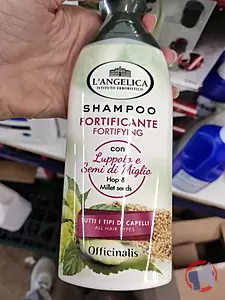 L'ANGELICA
ISTITUTO ERBORISTICO
SHAMPOO
FORTIFICANTE
FORTIFYING
con
Luppolo e
Semi di Miglio
Hop &
Millet seeds
TUTTI I TIPI DI CAPELLI
ALL HAIR TYPES
Officinalis